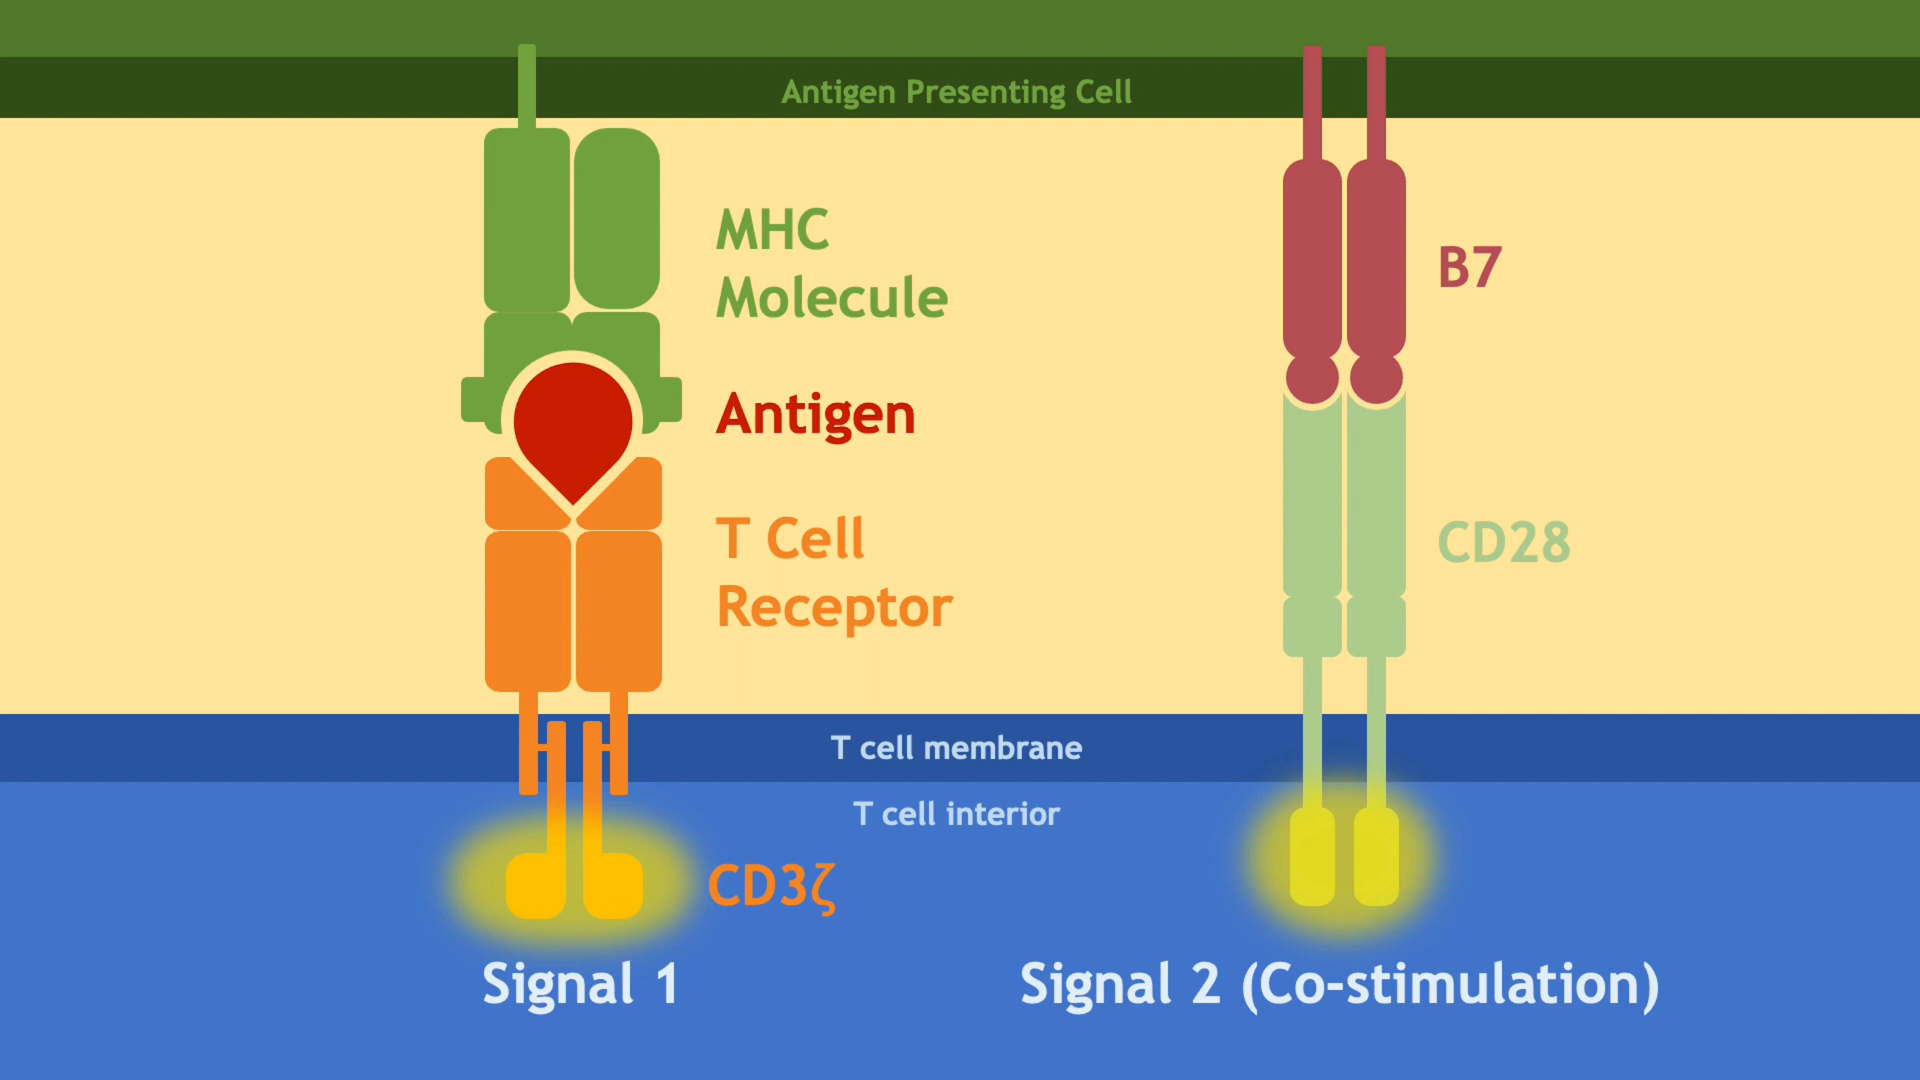 Antigen Presenting Cell
MHC
Molecule
Antigen
T Cell
Receptor
B7
CD28
T cell membrane
T cell interior
CD3ζ
Signal 1
Signal 2 (Co-stimulation)